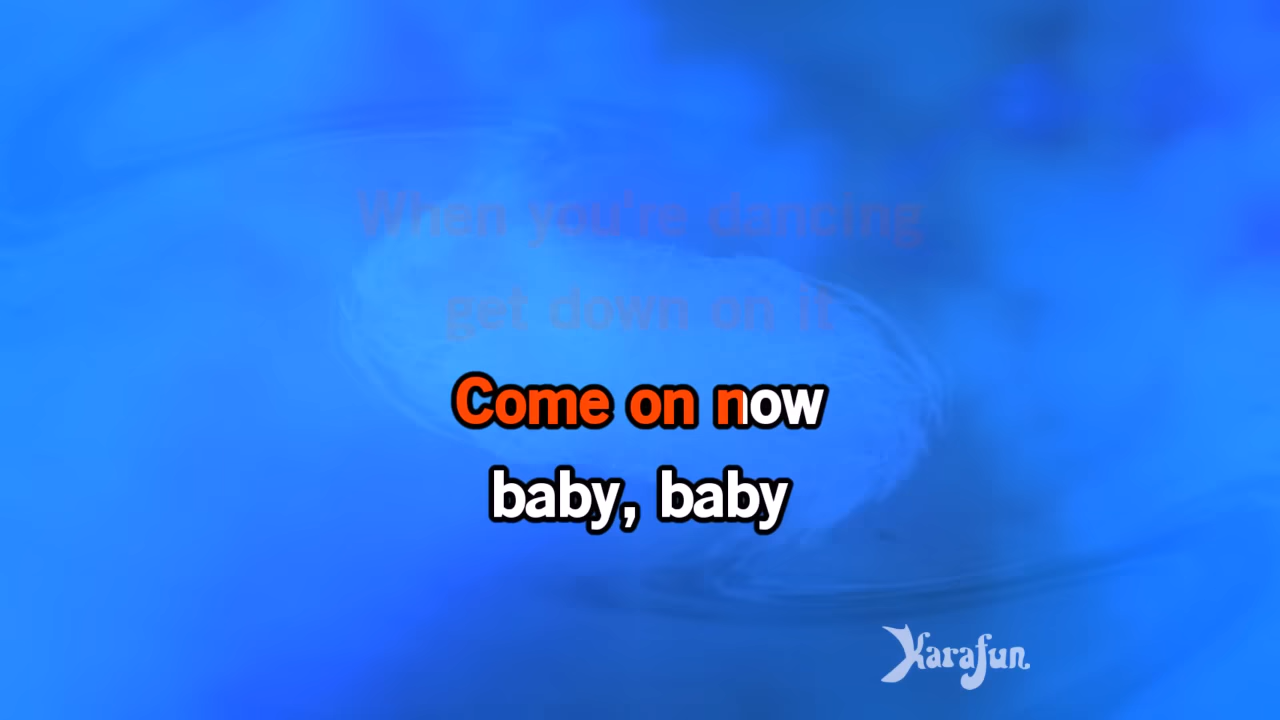 When you're dancing
get down on it
Come on now
baby, baby
Karafun